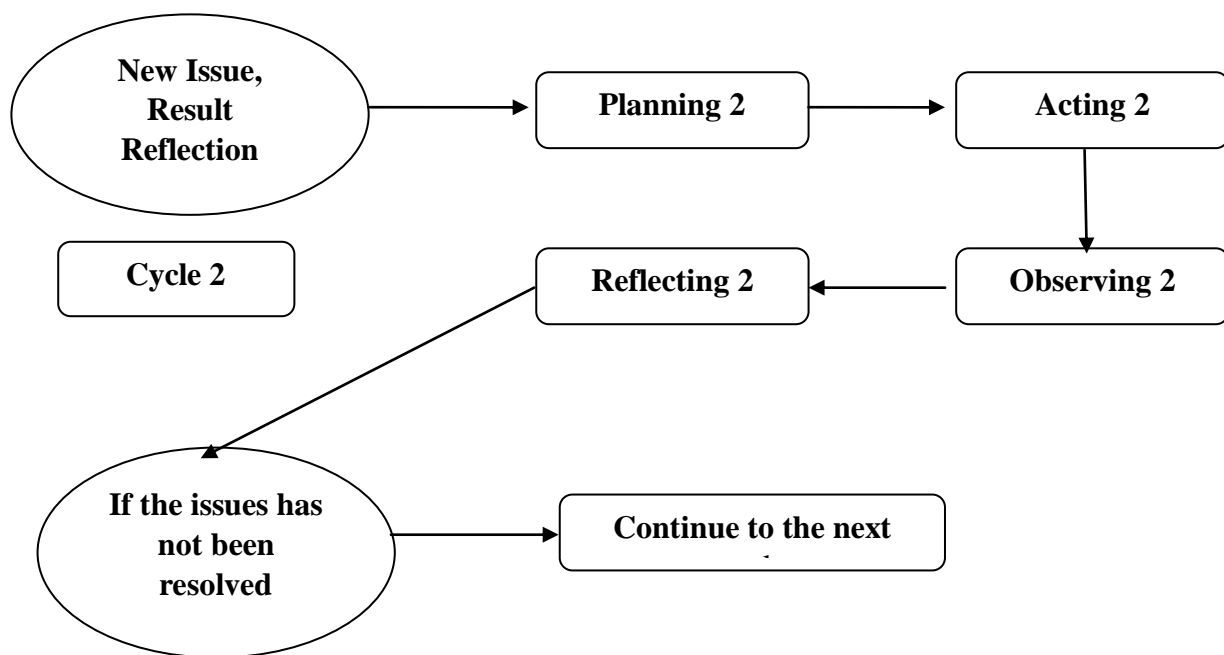 New Issue,
Result
Reflection
Planning 2
Acting 2
Cycle 2
Reflecting 2
Observing 2
If the issues has
not been
resolved
Continue to the next